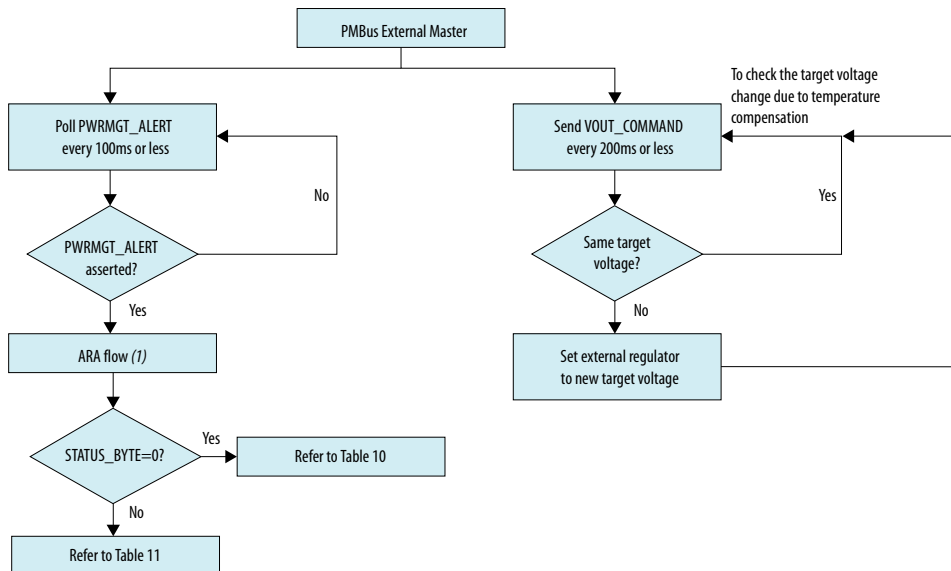 PMBus External Master
Poll PWRMGT_ALERT
every 100ms or less
No
PWRMGT_ALERT
asserted?
Yes
ARA flow (1)
STATUS_BYTE=0?
Yes
Refer to Table 10
No
Refer to Table 11
To check the target voltage
change due to temperature
compensation
Send VOUT_COMMAND
every 200ms or less
Yes
Same target
voltage?
No
Set external regulator
to new target voltage